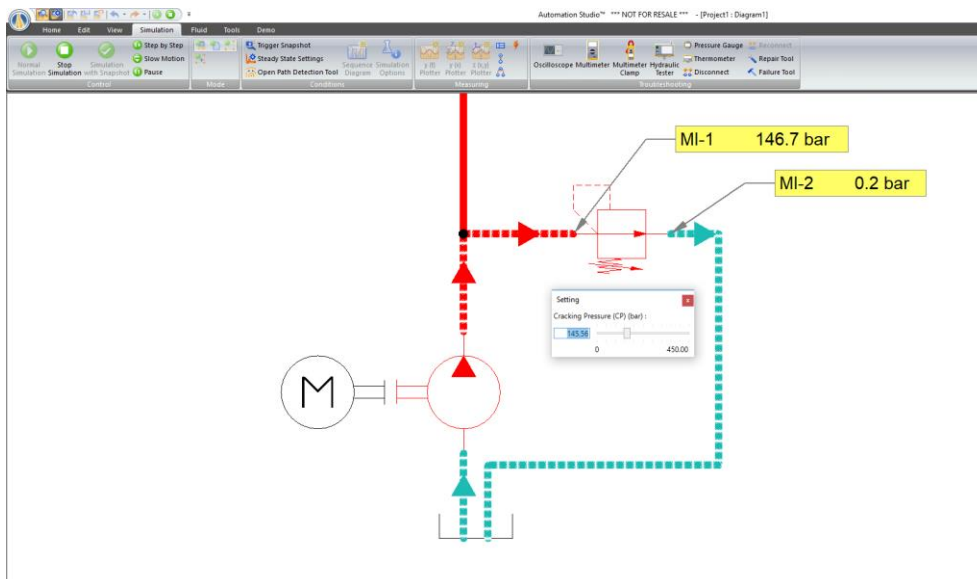 Automation Studio™ *** NOT FOR RESALE *** - [Project1 : Diagram1]
Home Edit View Simulation Fluid Tools Demo
Normal Simulation
Stop Simulation
Simulation with Snapshot
Step by Step
Slow Motion
Pause
Control
Mode
Trigger Snapshot
Steady State Settings
Open Path Detection Tool
Sequence Diagram
Simulation Options
Conditions
y (t) Plotter
y (x) Plotter
z (x,y) Plotter
Measuring
Oscilloscope
Multimeter
Multimeter Clamp
Hydraulic Tester
Pressure Gauge
Thermometer
Disconnect
Reconnect
Repair Tool
Failure Tool
Troubleshooting
MI-1 146.7 bar
MI-2 0.2 bar
Setting
Cracking Pressure (CP) (bar) :
145.56
0 450.00
M